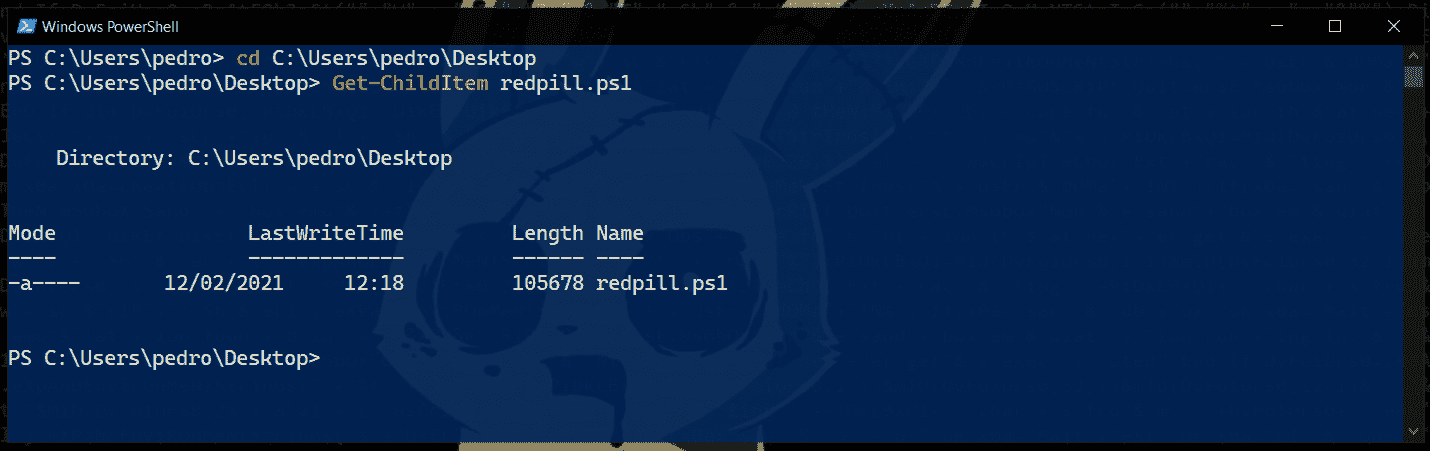 Windows PowerShell
PS C:\Users\pedro> cd C:\Users\pedro\Desktop
PS C:\Users\pedro\Desktop> Get-ChildItem redpill.ps1
Directory: C:\Users\pedro\Desktop
Mode LastWriteTime Length Name
---- ------------- ------ ----
-a---- 12/02/2021 12:18 105678 redpill.ps1
PS C:\Users\pedro\Desktop>